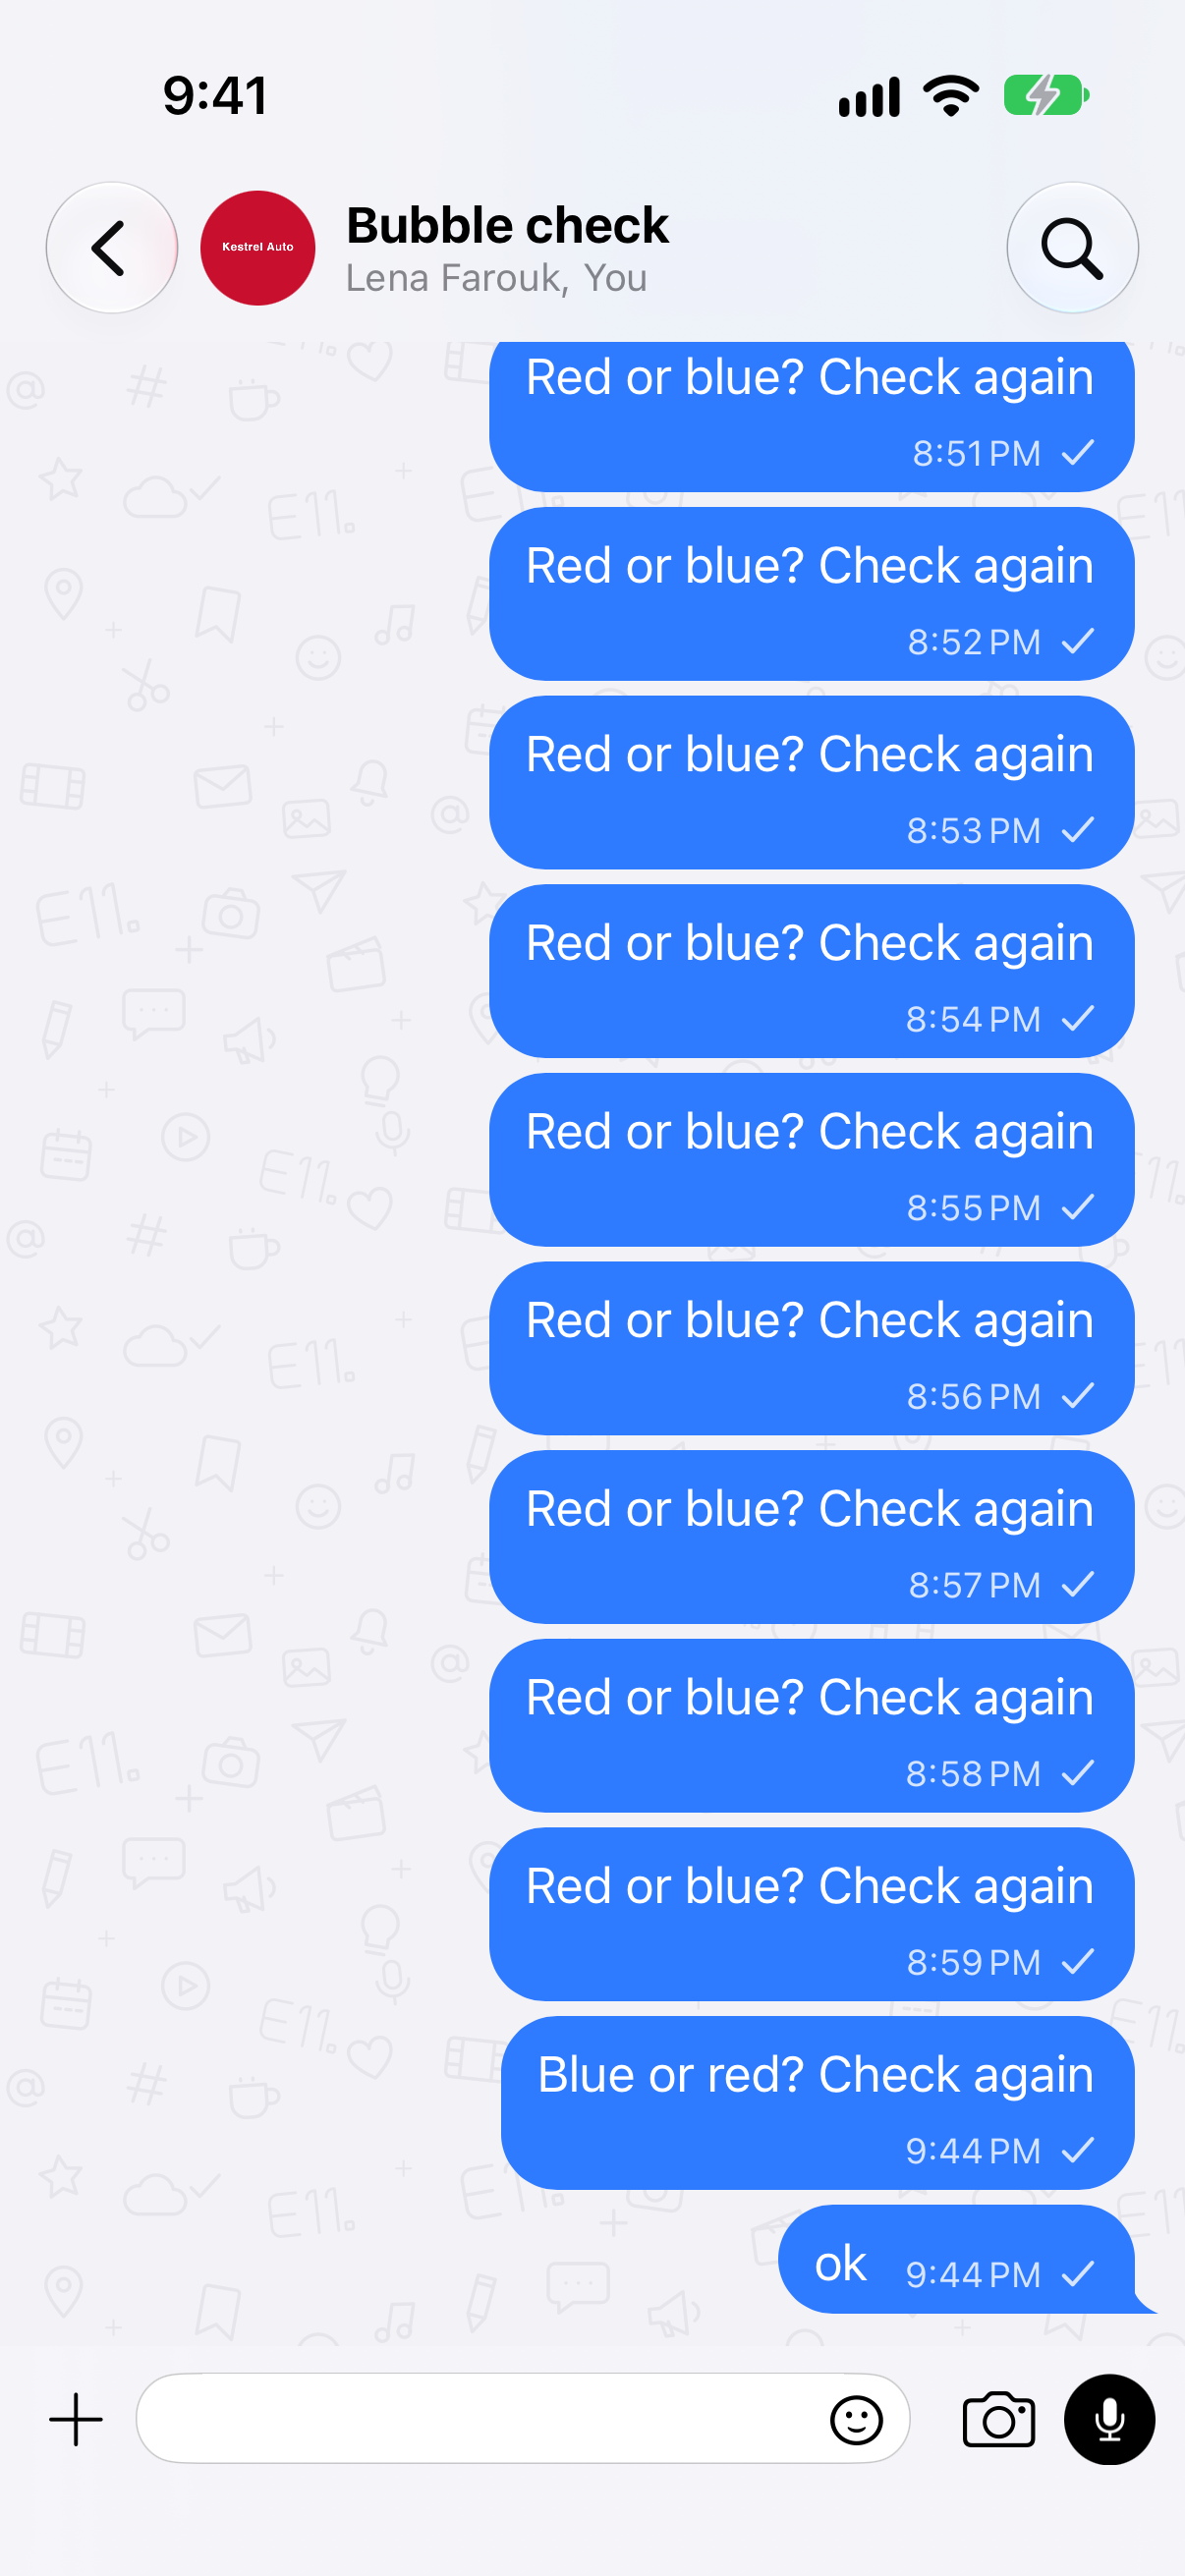 9:41
Kestrel Auto
Bubble check
Lena Farouk, You
Red or blue? Check again
8:51 PM
Red or blue? Check again
8:52 PM
Red or blue? Check again
8:53 PM
Red or blue? Check again
8:54 PM
Red or blue? Check again
8:55 PM
Red or blue? Check again
8:56 PM
Red or blue? Check again
8:57 PM
Red or blue? Check again
8:58 PM
Red or blue? Check again
8:59 PM
Blue or red? Check again
9:44 PM
ok 9:44 PM